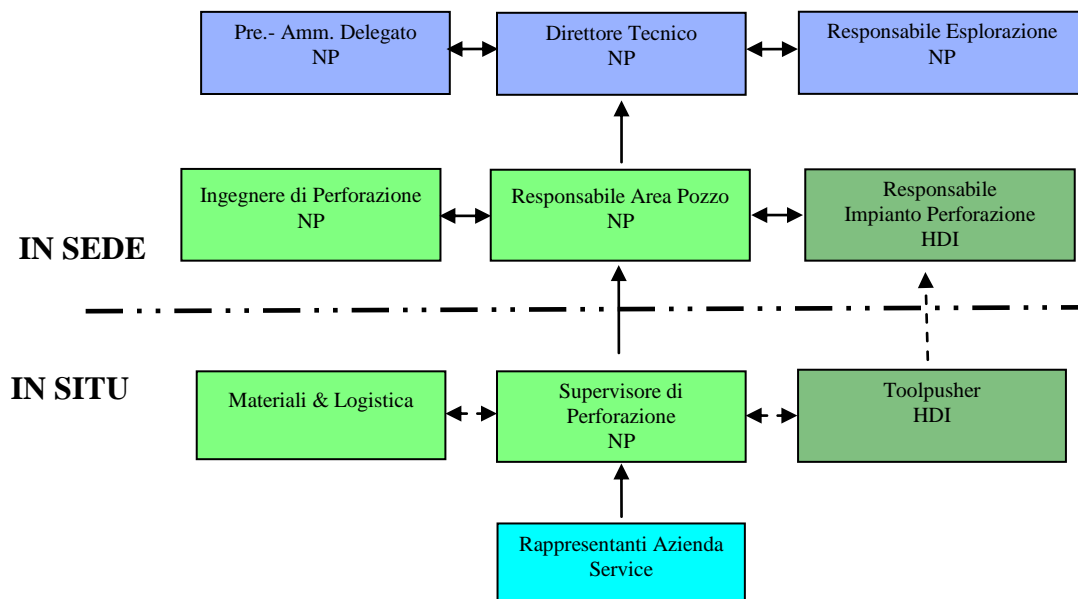 Pre.- Amm. Delegato
NP
Direttore Tecnico
NP
Responsabile Esplorazione
NP
Ingegnere di Perforazione
NP
Responsabile Area Pozzo
NP
Responsabile
Impianto Perforazione
HDI
IN SEDE
IN SITU
Materiali & Logistica
Supervisore di
Perforazione
NP
Toolpusher
HDI
Rappresentanti Azienda
Service